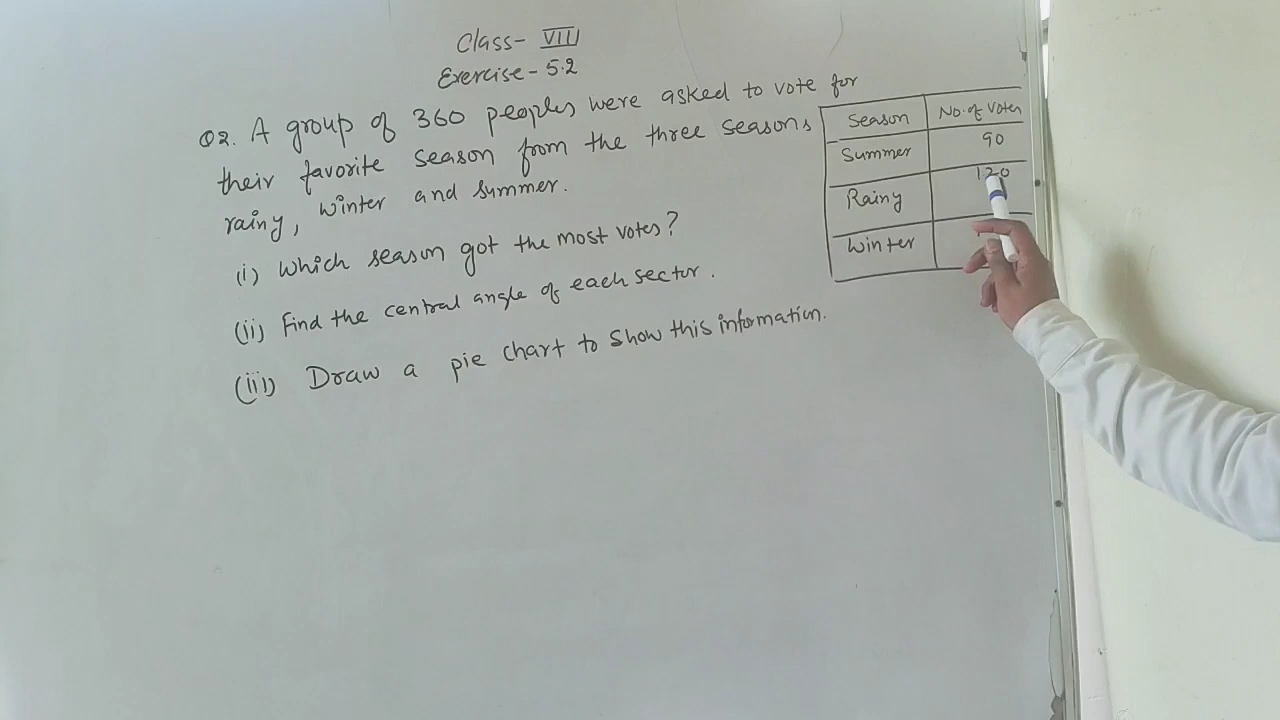 Class- VIII
Exercise - 5.2
Q2. A group of 360 peoples were asked to vote for
their favorite season from the three seasons
rainy, winter and summer.
(i) Which season got the most votes?
(ii) Find the central angle of each sector.
(iii) Draw a pie chart to show this information.
Season No. of Votes
Summer 90
Rainy 120
Winter